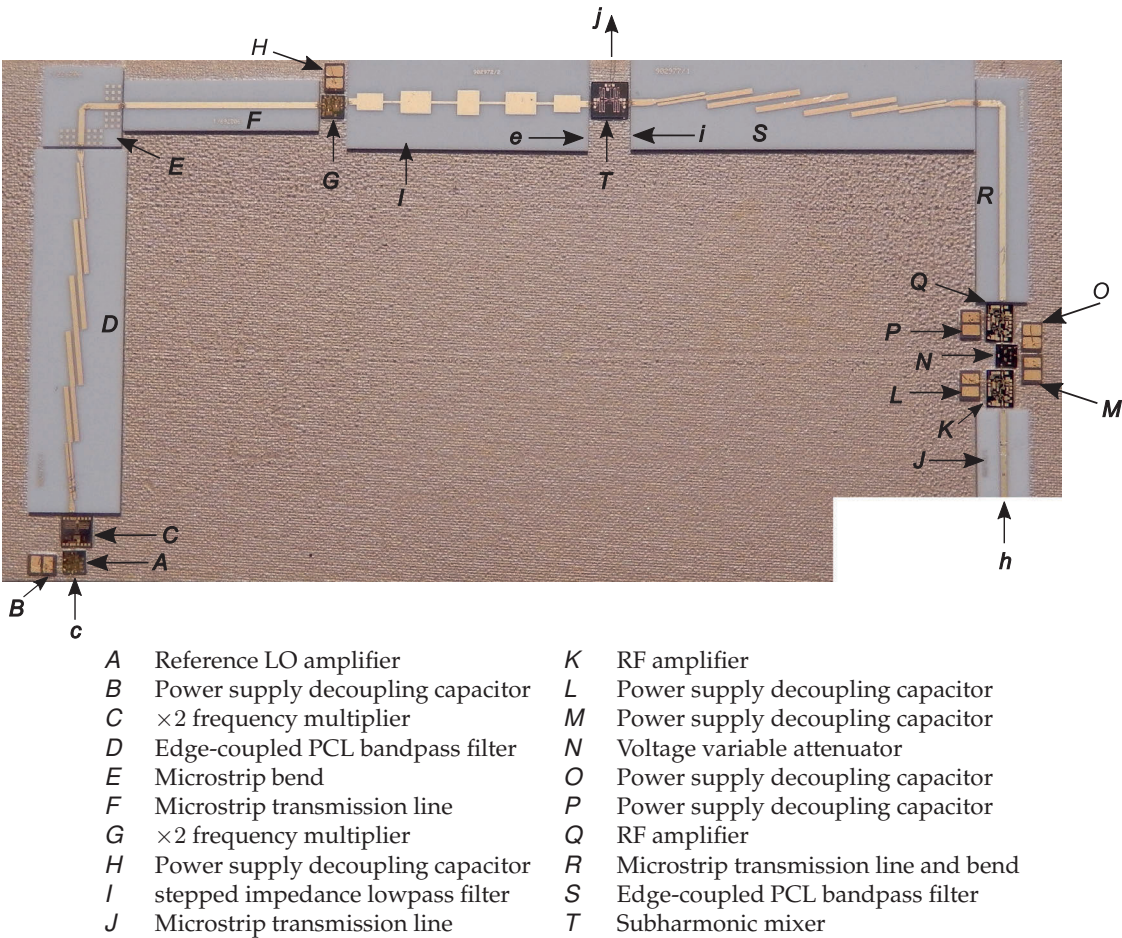 j
H
F
e
i
S
E
G
I
T
R
Q
O
P
N
D
L
M
K
J
C
A
h
B
c
A Reference LO amplifier
B Power supply decoupling capacitor
C ×2 frequency multiplier
D Edge-coupled PCL bandpass filter
E Microstrip bend
F Microstrip transmission line
G ×2 frequency multiplier
H Power supply decoupling capacitor
I stepped impedance lowpass filter
J Microstrip transmission line
K RF amplifier
L Power supply decoupling capacitor
M Power supply decoupling capacitor
N Voltage variable attenuator
O Power supply decoupling capacitor
P Power supply decoupling capacitor
Q RF amplifier
R Microstrip transmission line and bend
S Edge-coupled PCL bandpass filter
T Subharmonic mixer